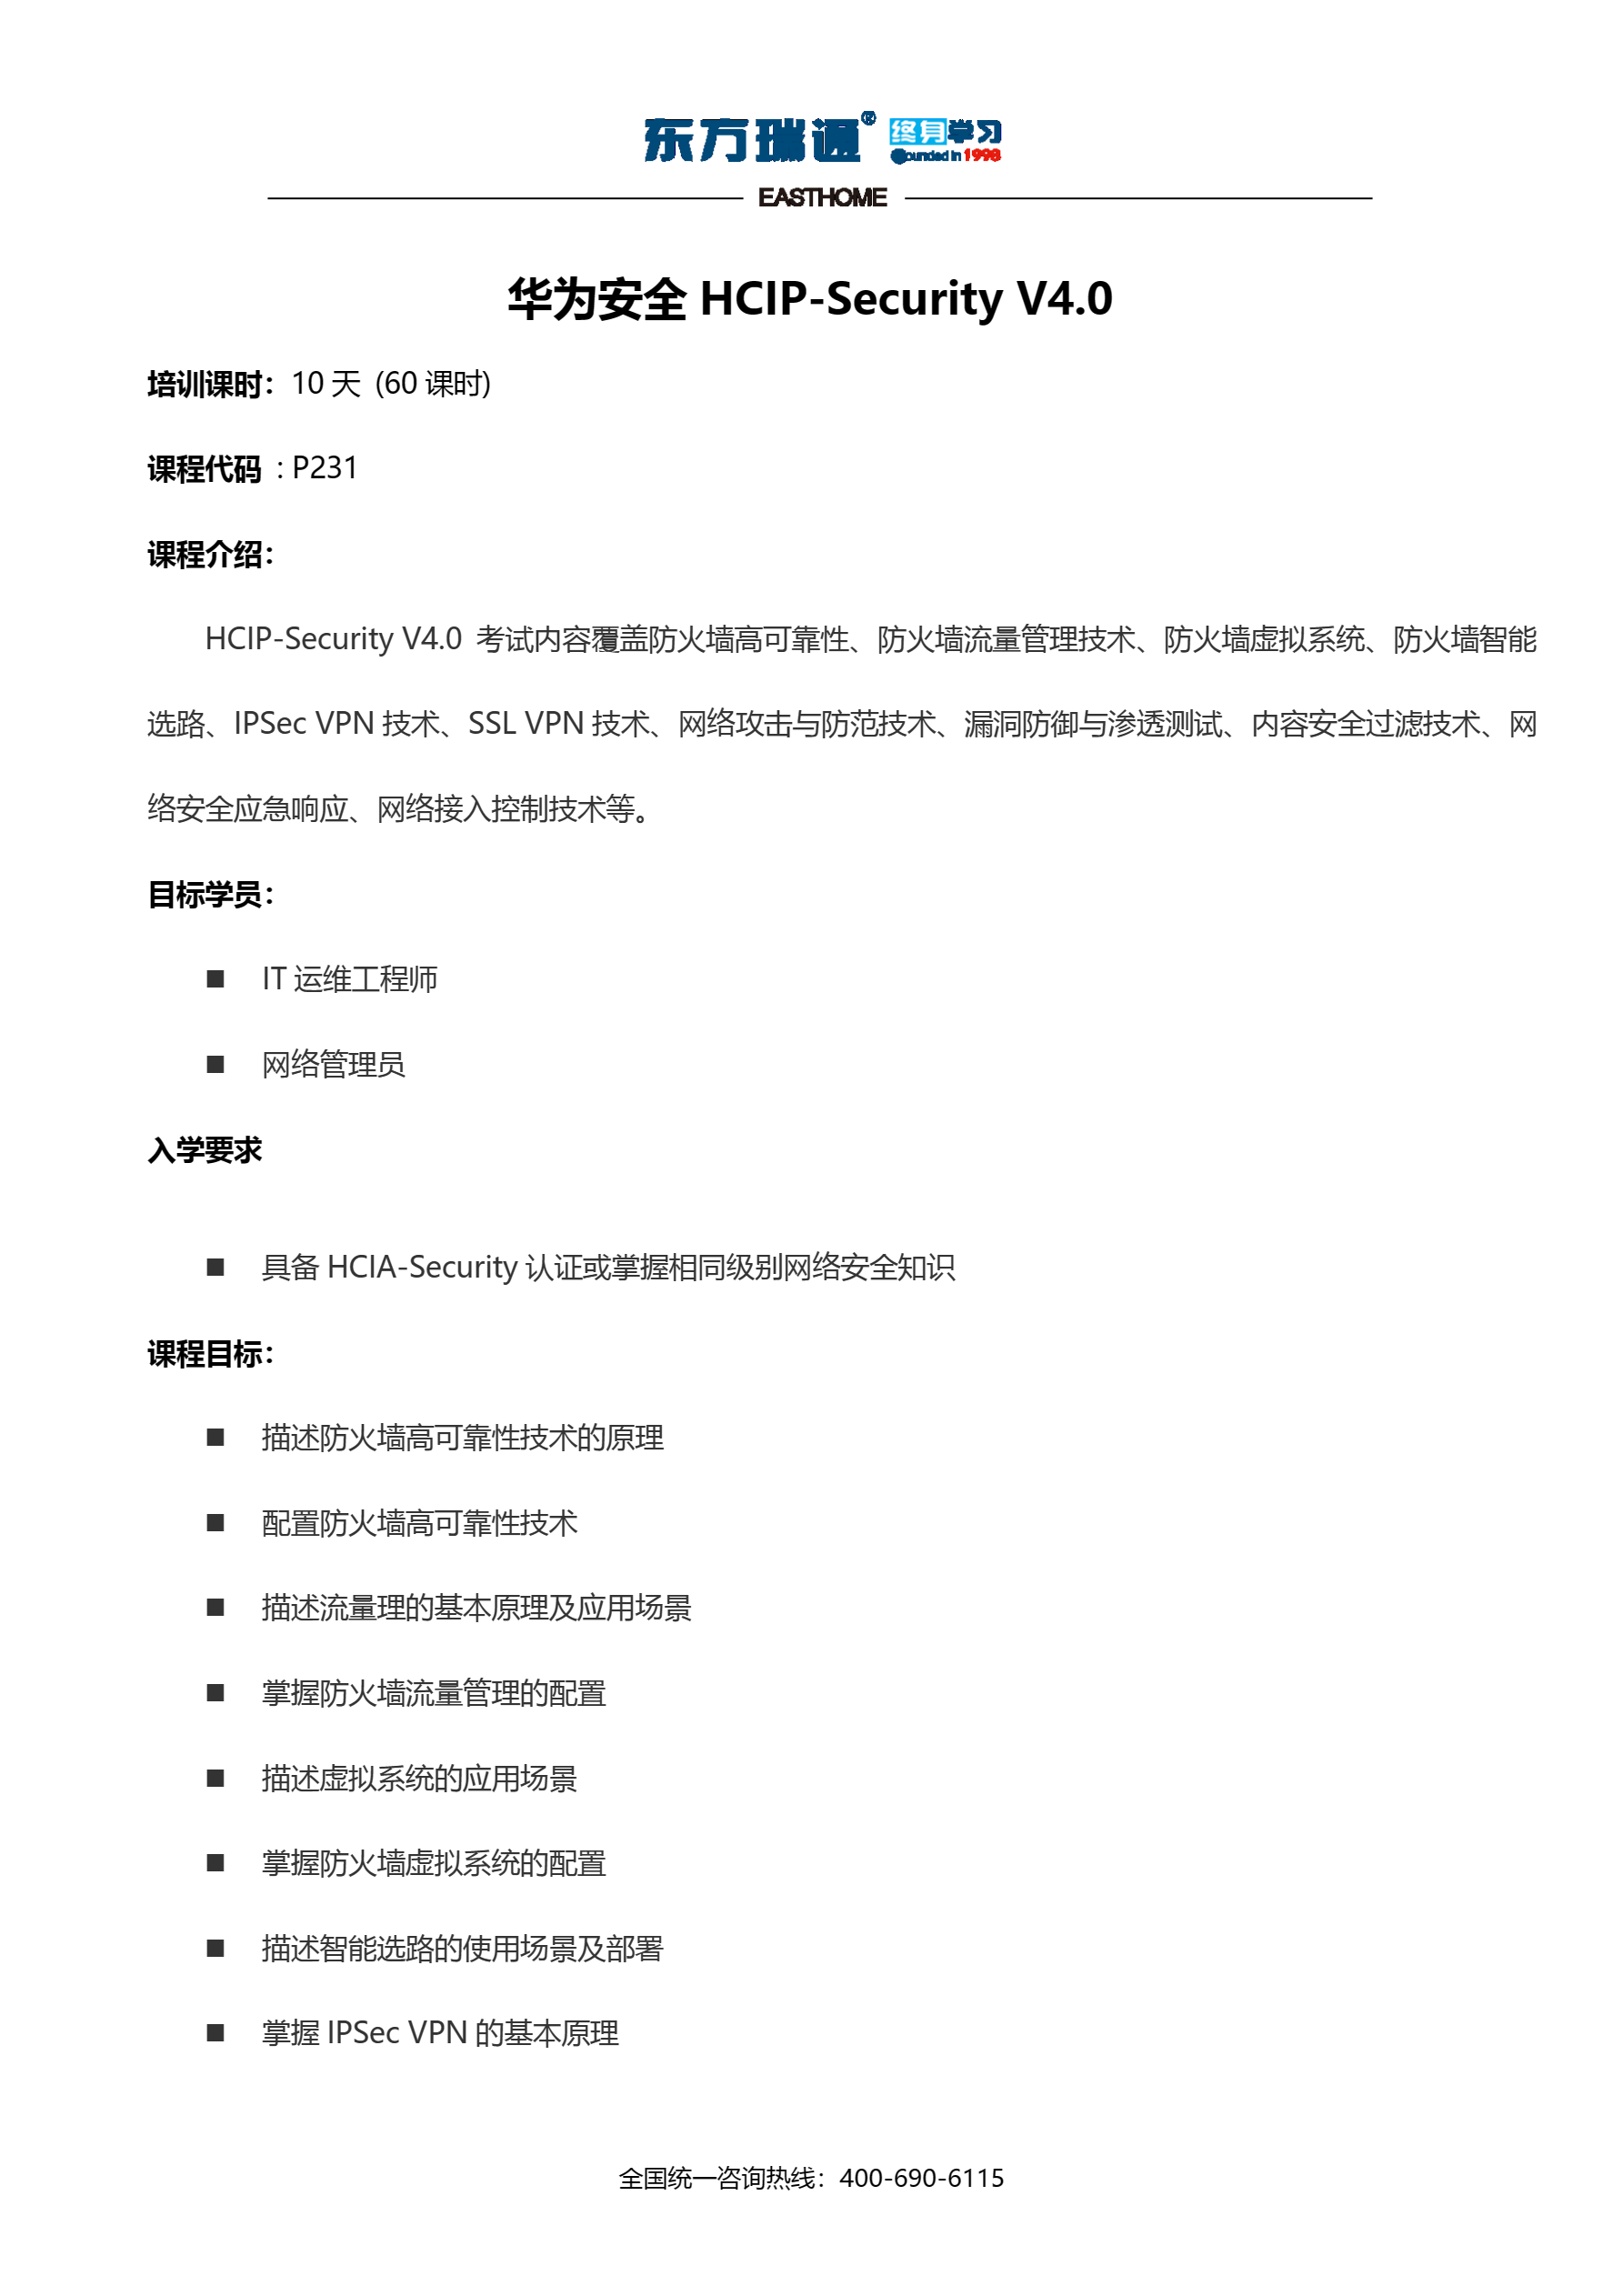 东方瑞通® 终身学习
Founded in 1998
EASTHOME
华为安全 HCIP-Security V4.0
培训课时：10 天 (60 课时)
课程代码 : P231
课程介绍：
HCIP-Security V4.0 考试内容覆盖防火墙高可靠性、防火墙流量管理技术、防火墙虚拟系统、防火墙智能
选路、IPSec VPN 技术、SSL VPN 技术、网络攻击与防范技术、漏洞防御与渗透测试、内容安全过滤技术、网
络安全应急响应、网络接入控制技术等。
目标学员：
■ IT 运维工程师
■ 网络管理员
入学要求
■ 具备 HCIA-Security 认证或掌握相同级别网络安全知识
课程目标：
■ 描述防火墙高可靠性技术的原理
■ 配置防火墙高可靠性技术
■ 描述流量理的基本原理及应用场景
■ 掌握防火墙流量管理的配置
■ 描述虚拟系统的应用场景
■ 掌握防火墙虚拟系统的配置
■ 描述智能选路的使用场景及部署
■ 掌握 IPSec VPN 的基本原理
全国统一咨询热线：400-690-6115